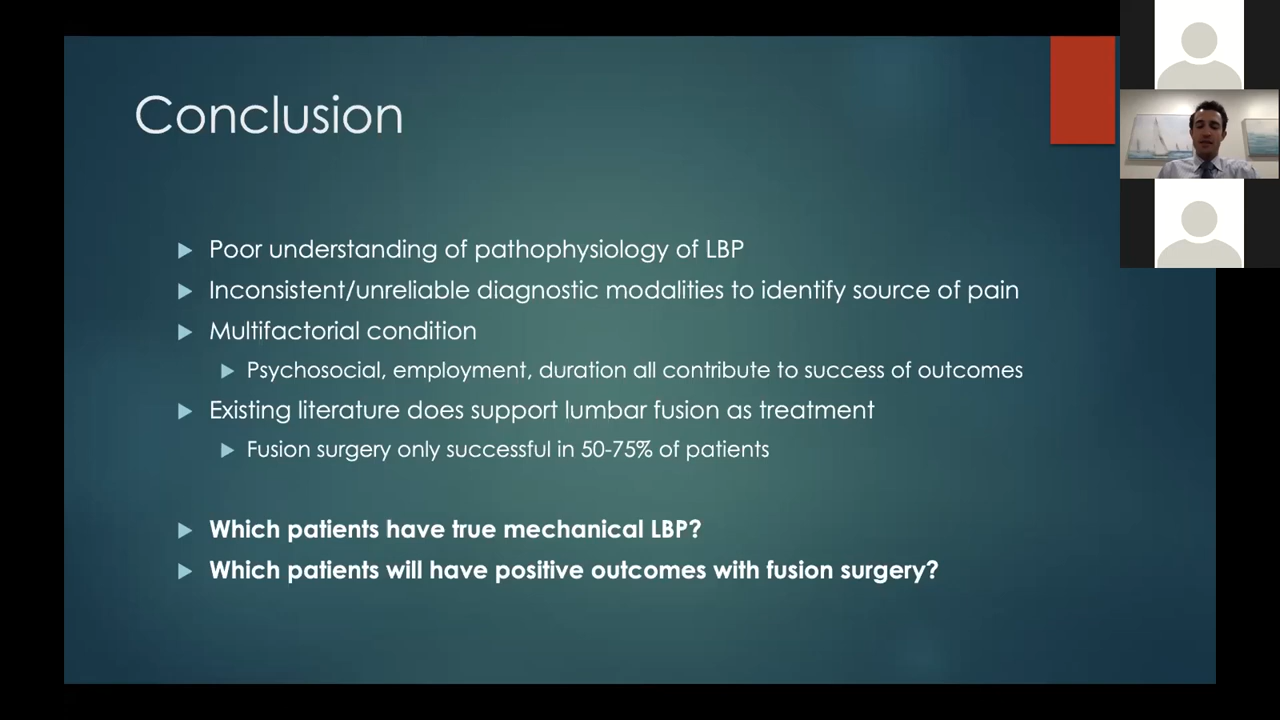 Conclusion
Poor understanding of pathophysiology of LBP
Inconsistent/unreliable diagnostic modalities to identify source of pain
Multifactorial condition
Psychosocial, employment, duration all contribute to success of outcomes
Existing literature does support lumbar fusion as treatment
Fusion surgery only successful in 50-75% of patients
Which patients have true mechanical LBP?
Which patients will have positive outcomes with fusion surgery?